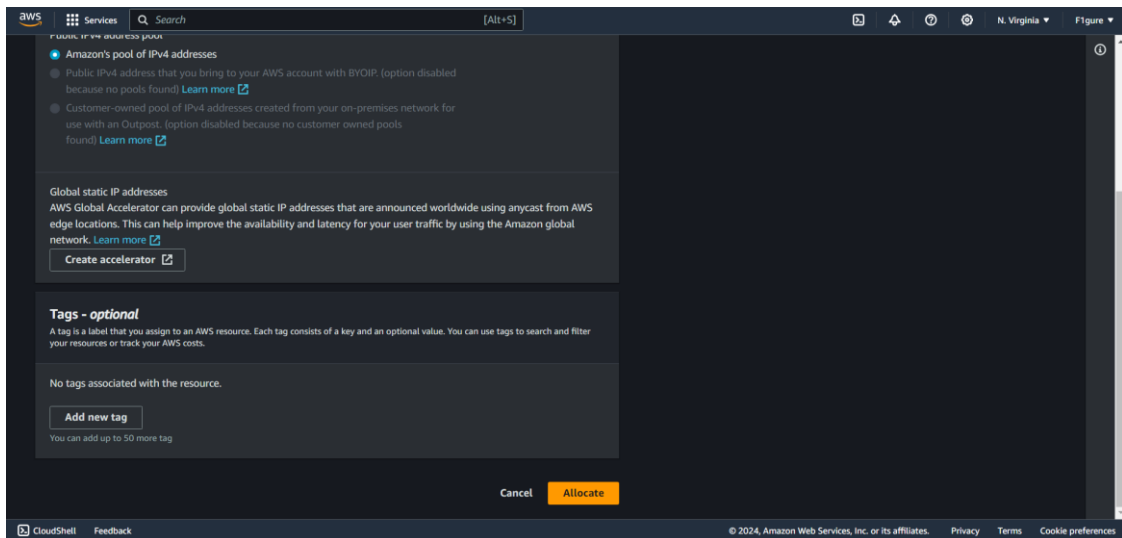 aws
Services
Search
[Alt+S]
N. Virginia
F1gure
Public IPv4 address pool
Amazon's pool of IPv4 addresses
Public IPv4 address that you bring to your AWS account with BYOIP. (option disabled
because no pools found) Learn more
Customer-owned pool of IPv4 addresses created from your on-premises network for
use with an Outpost. (option disabled because no customer owned pools
found) Learn more
Global static IP addresses
AWS Global Accelerator can provide global static IP addresses that are announced worldwide using anycast from AWS
edge locations. This can help improve the availability and latency for your user traffic by using the Amazon global
network. Learn more
Create accelerator
Tags - optional
A tag is a label that you assign to an AWS resource. Each tag consists of a key and an optional value. You can use tags to search and filter
your resources or track your AWS costs.
No tags associated with the resource.
Add new tag
You can add up to 50 more tag
Cancel
Allocate
CloudShell
Feedback
© 2024, Amazon Web Services, Inc. or its affiliates.
Privacy
Terms
Cookie preferences